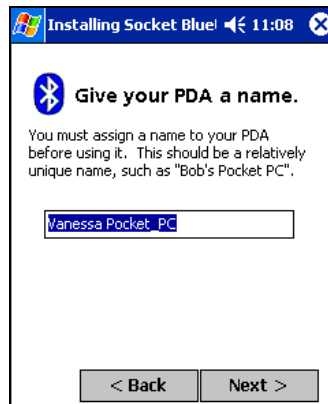 Installing Socket Bluel 11:08
Give your PDA a name.
You must assign a name to your PDA
before using it. This should be a relatively
unique name, such as "Bob's Pocket PC".
Vanessa Pocket_PC
< Back Next >